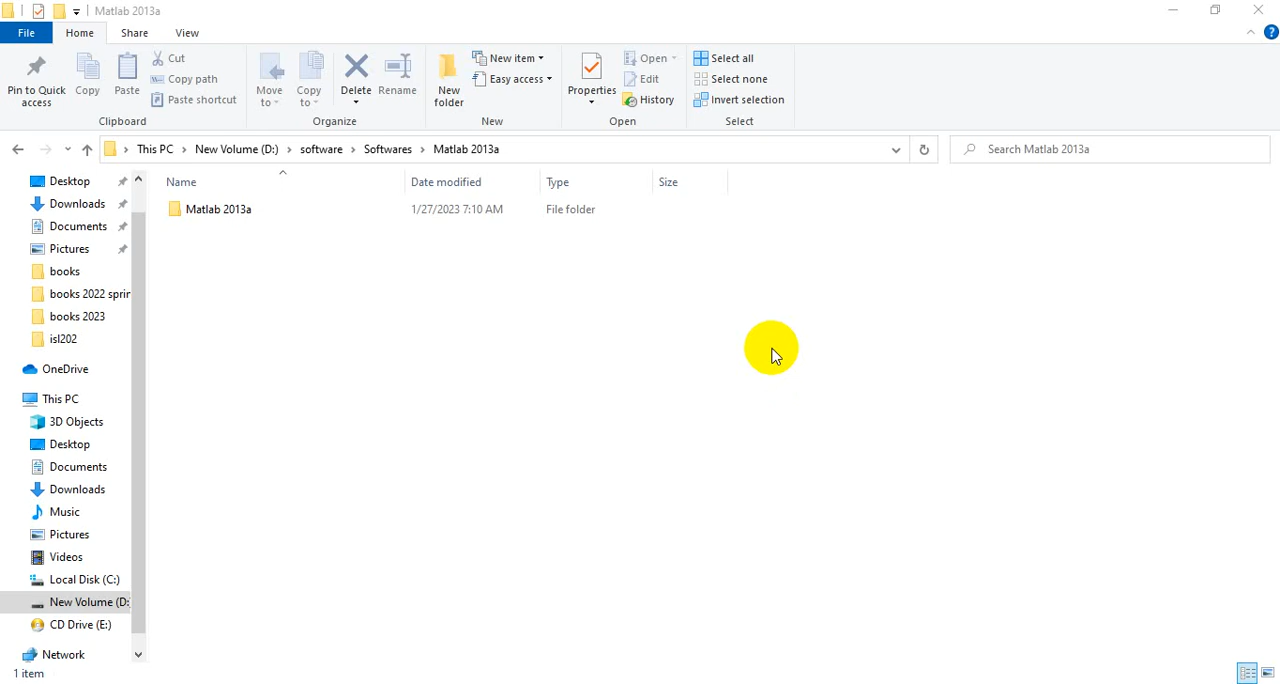 Matlab 2013a
File Home Share View
Pin to Quick access
Copy
Paste
Cut
Copy path
Paste shortcut
Clipboard
Move to
Copy to
Delete
Rename
Organize
New folder
New item
Easy access
New
Properties
Open
Edit
History
Open
Select all
Select none
Invert selection
Select
This PC › New Volume (D:) › software › Softwares › Matlab 2013a
Search Matlab 2013a
Name Date modified Type Size
Matlab 2013a 1/27/2023 7:10 AM File folder
Desktop
Downloads
Documents
Pictures
books
books 2022 sprin
books 2023
isl202
OneDrive
This PC
3D Objects
Desktop
Documents
Downloads
Music
Pictures
Videos
Local Disk (C:)
New Volume (D:
CD Drive (E:)
Network
1 item